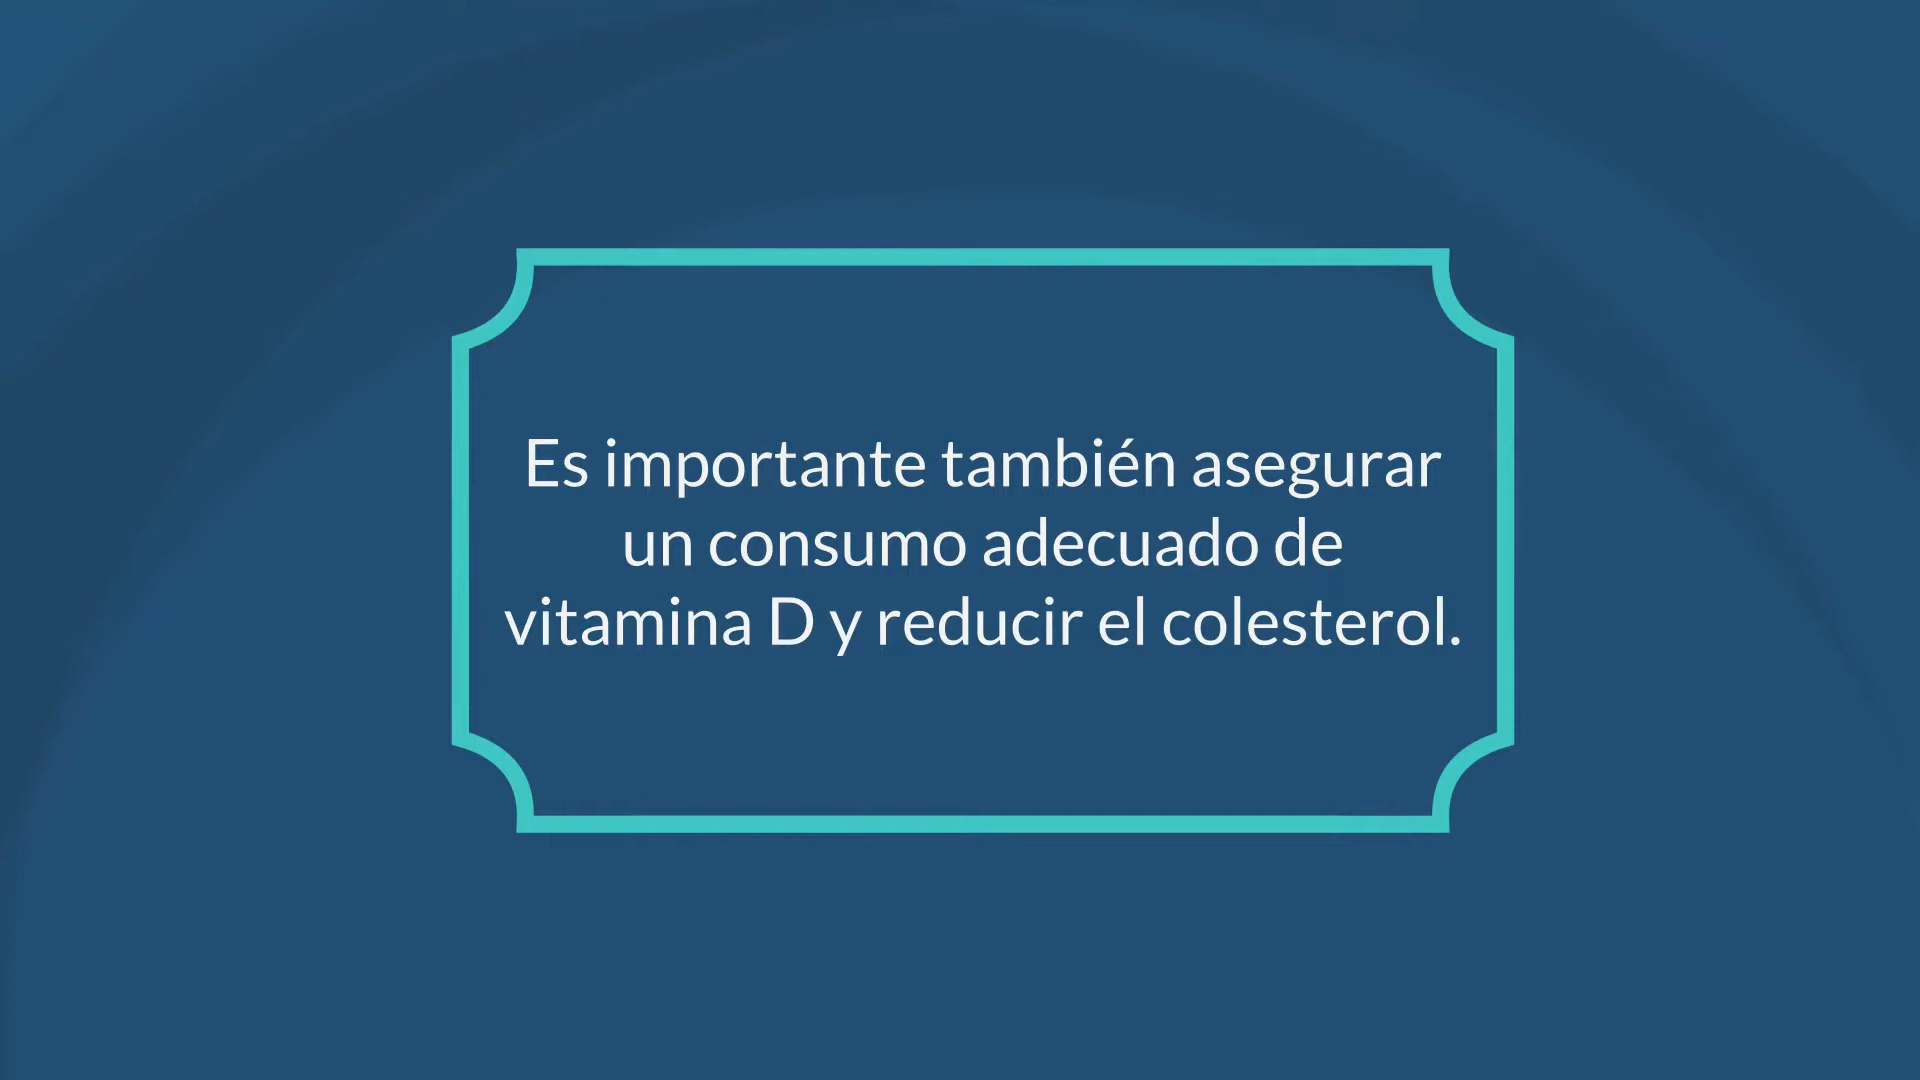 Es importante también asegurar
un consumo adecuado de
vitamina D y reducir el colesterol.